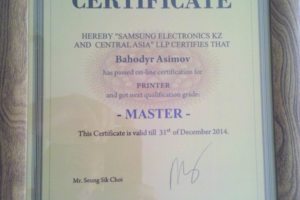 CERTIFICATE
HEREBY "SAMSUNG ELECTRONICS KZ
AND CENTRAL ASIA" LLP CERTIFIES THAT
Bahodyr Asimov
has passed on-line certification for
PRINTER
and got next qualification grade:
- MASTER -
This Certificate is valid till 31st of December 2014.
Mr. Seung Sik Choi